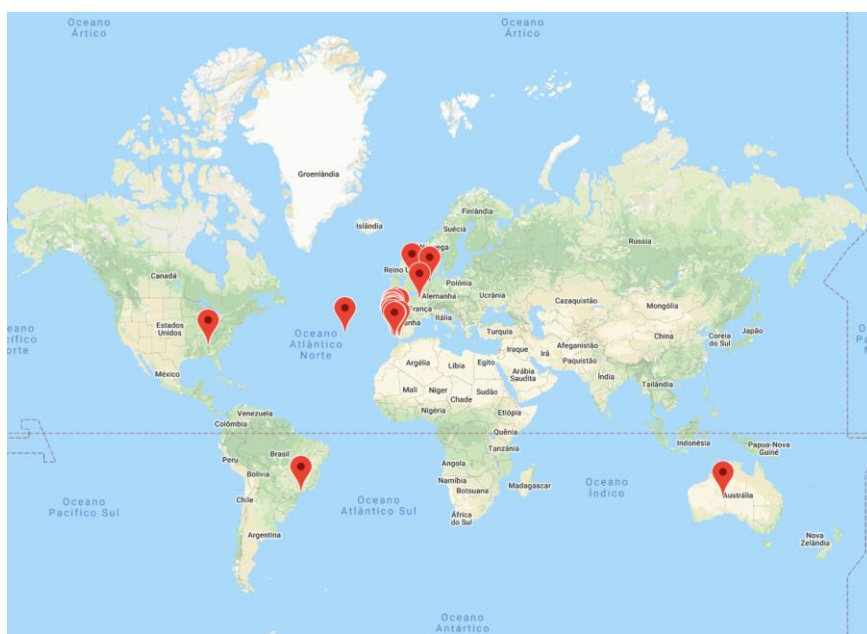 Oceano
Ártico
Oceano
Ártico
Groenlândia
Finlândia
Islândia
Suécia
Rússia
Reino
Canadá
Polônia
Alemanha
Ucrânia
França
Cazaquistão
Mongólia
Estados
Unidos
Oceano
Atlântico
Norte
Itália
Turquia
China
Coreia
do Sul
Japão
Afeganistão
Iraque
Irã
Paquistão
México
Argélia
Líbia
Egito
Arábia
Saudita
Índia
Mali
Níger
Chade
Sudão
Tailândia
Venezuela
Nigéria
Etiópia
Colômbia
Quênia
Indonésia
Papua-Nova
Guiné
Peru
Brasil
Angola
Tanzânia
Bolívia
Namíbia
Botsuana
Madagascar
Oceano
Índico
Austrália
Oceano
Pacífico Sul
Chile
Oceano
Atlântico Sul
África
do Sul
Argentina
Nova
Zelândia
Oceano
Antártico